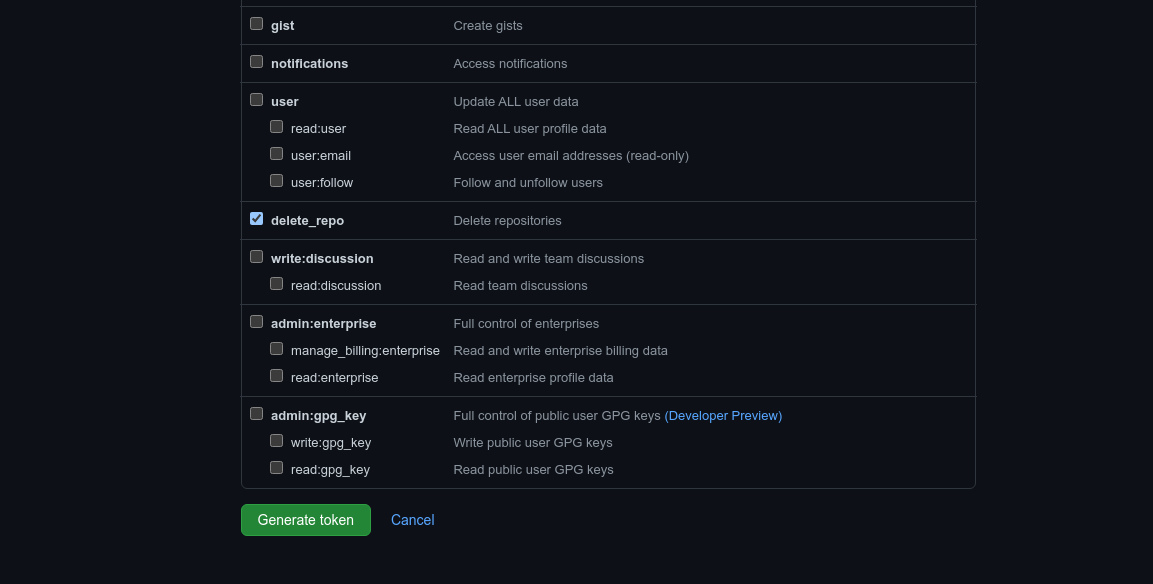 gist Create gists
notifications Access notifications
user Update ALL user data
read:user Read ALL user profile data
user:email Access user email addresses (read-only)
user:follow Follow and unfollow users
delete_repo Delete repositories
write:discussion Read and write team discussions
read:discussion Read team discussions
admin:enterprise Full control of enterprises
manage_billing:enterprise Read and write enterprise billing data
read:enterprise Read enterprise profile data
admin:gpg_key Full control of public user GPG keys (Developer Preview)
write:gpg_key Write public user GPG keys
read:gpg_key Read public user GPG keys
Generate token Cancel